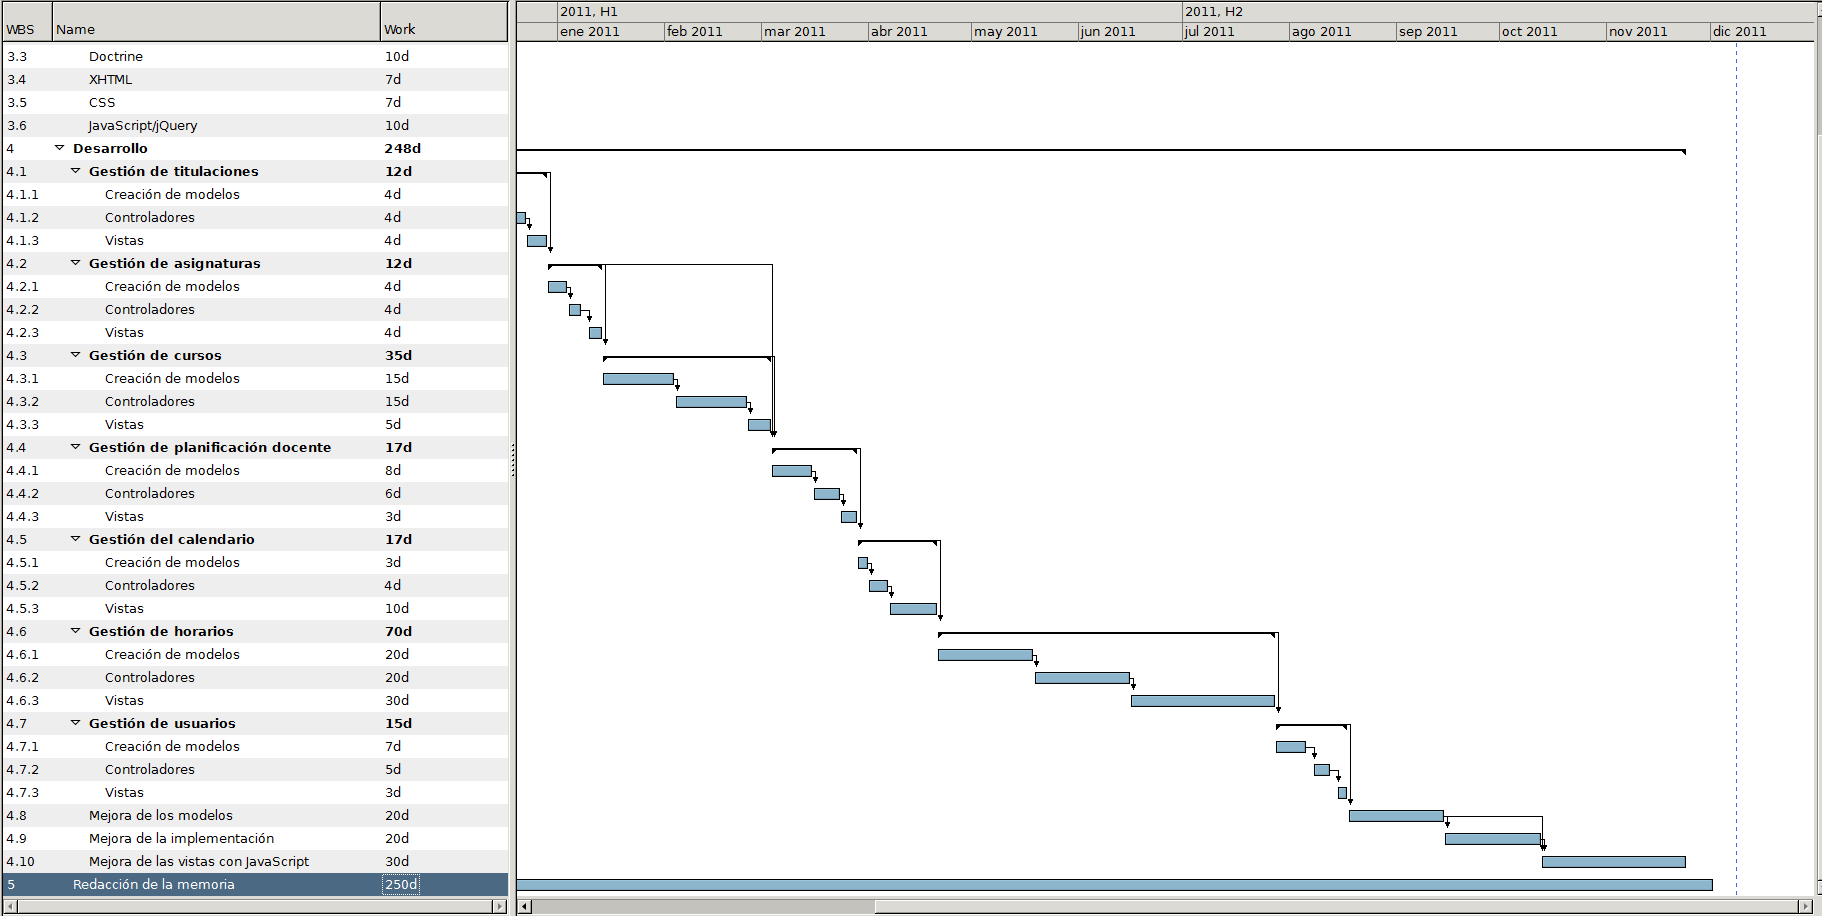 2011, H1 2011, H2
WBS Name Work ene 2011 feb 2011 mar 2011 abr 2011 may 2011 jun 2011 jul 2011 ago 2011 sep 2011 oct 2011 nov 2011 dic 2011
3.3 Doctrine 10d
3.4 XHTML 7d
3.5 CSS 7d
3.6 JavaScript/jQuery 10d
4 Desarrollo 248d
4.1 Gestión de titulaciones 12d
4.1.1 Creación de modelos 4d
4.1.2 Controladores 4d
4.1.3 Vistas 4d
4.2 Gestión de asignaturas 12d
4.2.1 Creación de modelos 4d
4.2.2 Controladores 4d
4.2.3 Vistas 4d
4.3 Gestión de cursos 35d
4.3.1 Creación de modelos 15d
4.3.2 Controladores 15d
4.3.3 Vistas 5d
4.4 Gestión de planificación docente 17d
4.4.1 Creación de modelos 8d
4.4.2 Controladores 6d
4.4.3 Vistas 3d
4.5 Gestión del calendario 17d
4.5.1 Creación de modelos 3d
4.5.2 Controladores 4d
4.5.3 Vistas 10d
4.6 Gestión de horarios 70d
4.6.1 Creación de modelos 20d
4.6.2 Controladores 20d
4.6.3 Vistas 30d
4.7 Gestión de usuarios 15d
4.7.1 Creación de modelos 7d
4.7.2 Controladores 5d
4.7.3 Vistas 3d
4.8 Mejora de los modelos 20d
4.9 Mejora de la implementación 20d
4.10 Mejora de las vistas con JavaScript 30d
5 Redacción de la memoria 250d